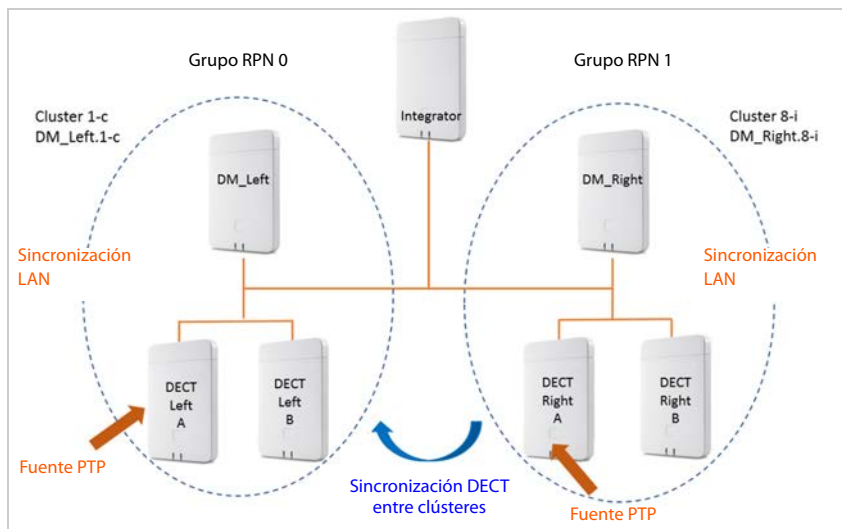 Grupo RPN 0
Grupo RPN 1
Integrator
Cluster 1-c
DM_Left.1-c
Cluster 8-i
DM_Right.8-i
DM_Left
DM_Right
Sincronización
LAN
Sincronización
LAN
DECT
Left
A
DECT
Left
B
DECT
Right
A
DECT
Right
B
Fuente PTP
Sincronización DECT
entre clústeres
Fuente PTP